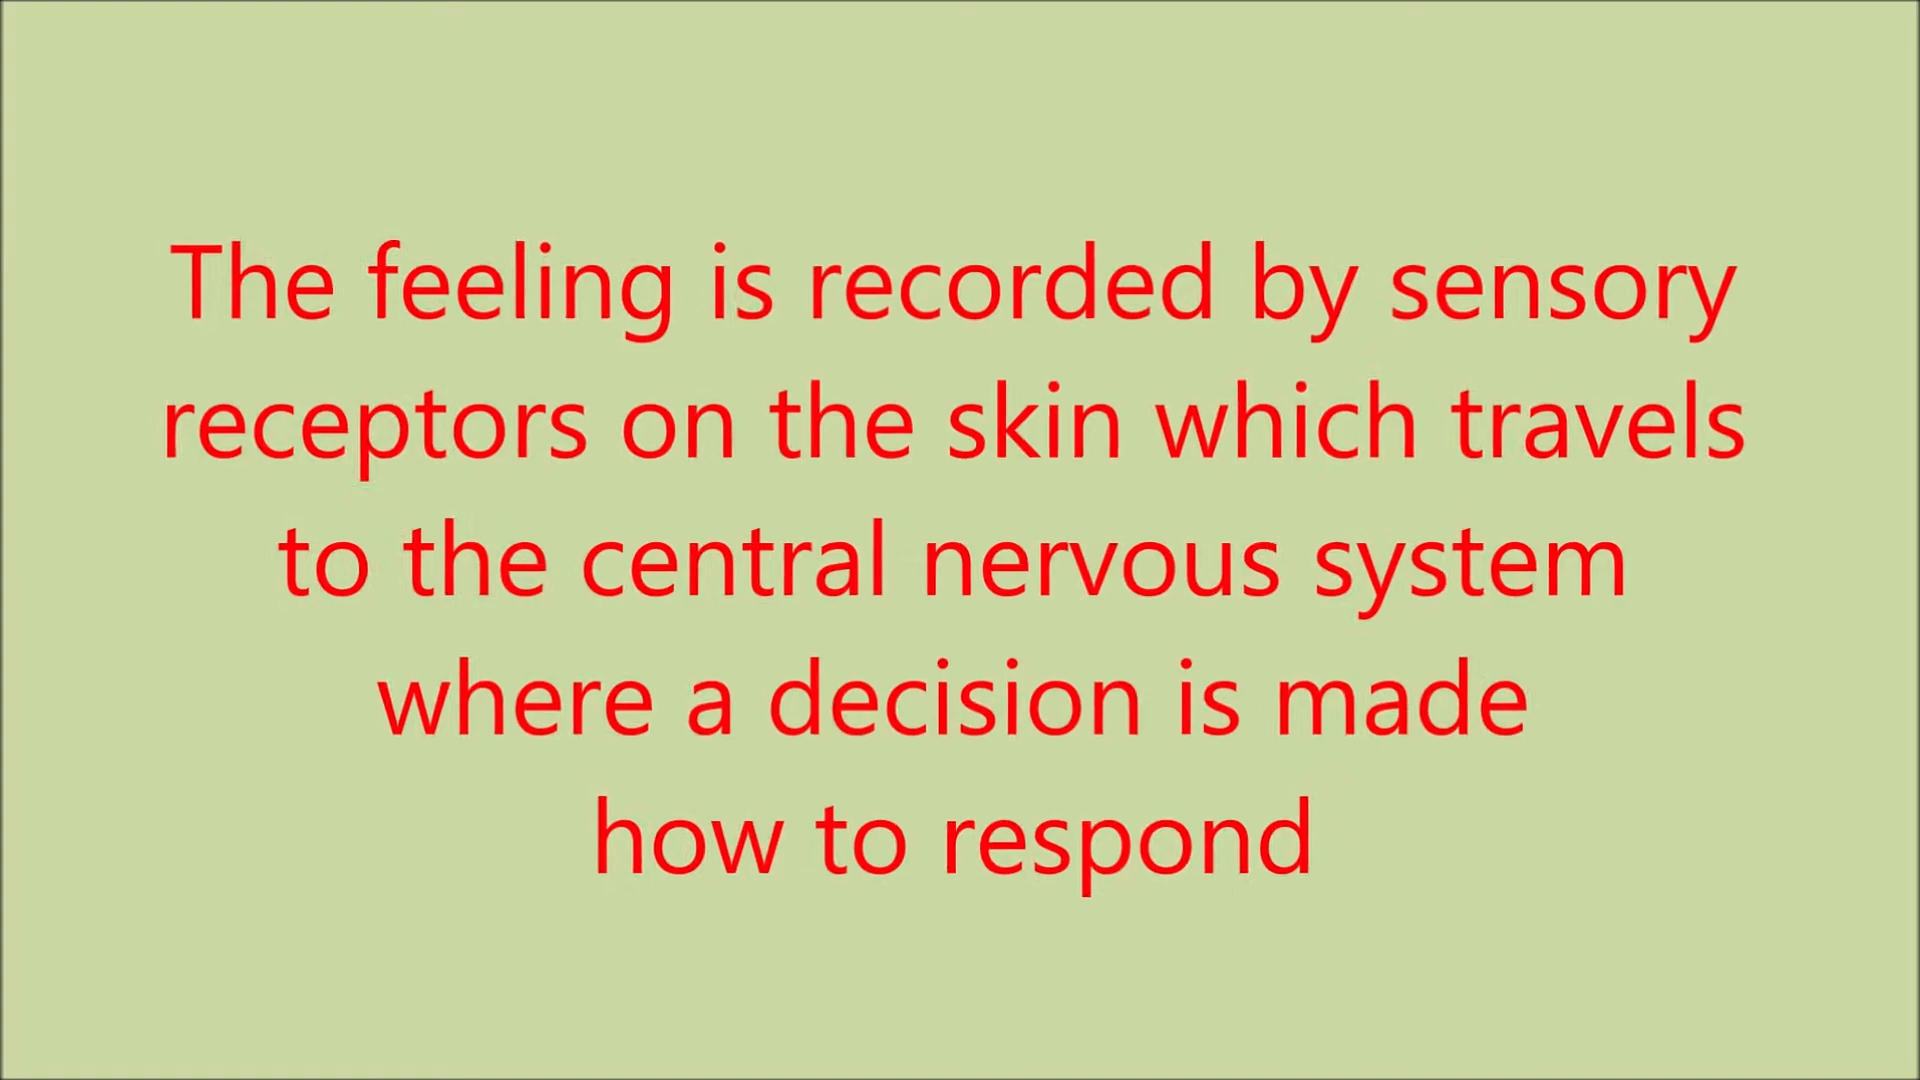 The feeling is recorded by sensory
receptors on the skin which travels
to the central nervous system
where a decision is made
how to respond